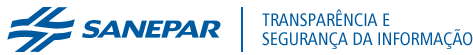 SANEPAR
TRANSPARÊNCIA E
SEGURANÇA DA INFORMAÇÃO